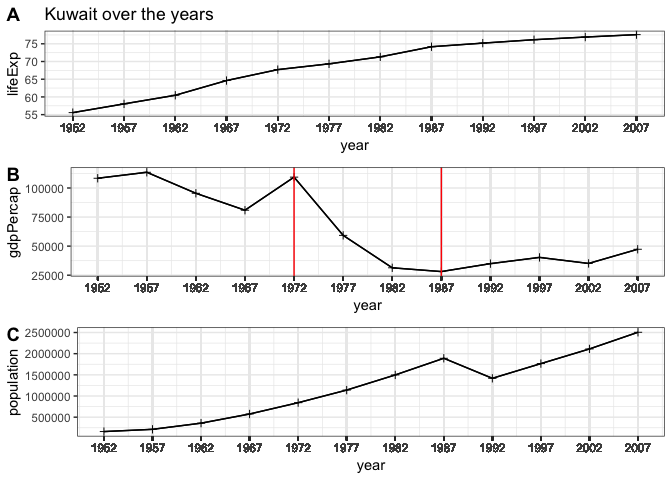 A Kuwait over the years
lifeExp
75
70
65
60
55
1952 1957 1962 1967 1972 1977 1982 1987 1992 1997 2002 2007
year
B
gdpPercap
100000
75000
50000
25000
1952 1957 1962 1967 1972 1977 1982 1987 1992 1997 2002 2007
year
C
population
2500000
2000000
1500000
1000000
500000
1952 1957 1962 1967 1972 1977 1982 1987 1992 1997 2002 2007
year